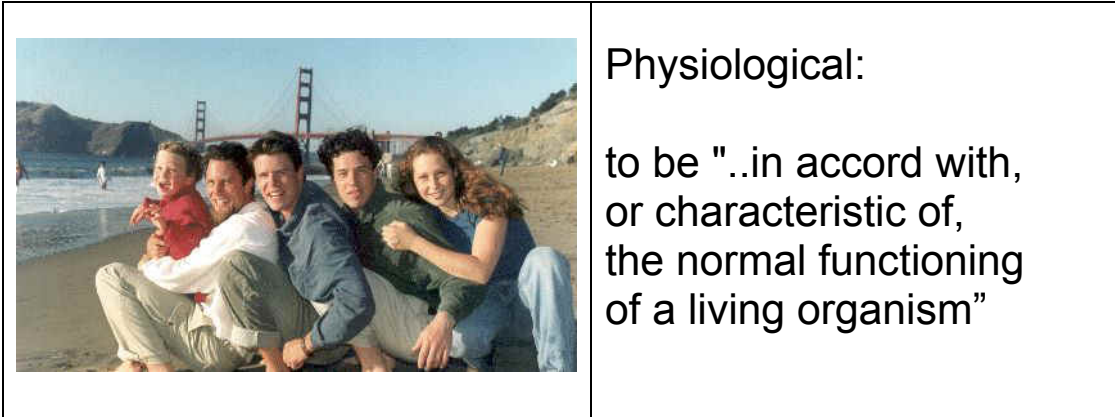 Physiological:
to be "..in accord with,
or characteristic of,
the normal functioning
of a living organism”